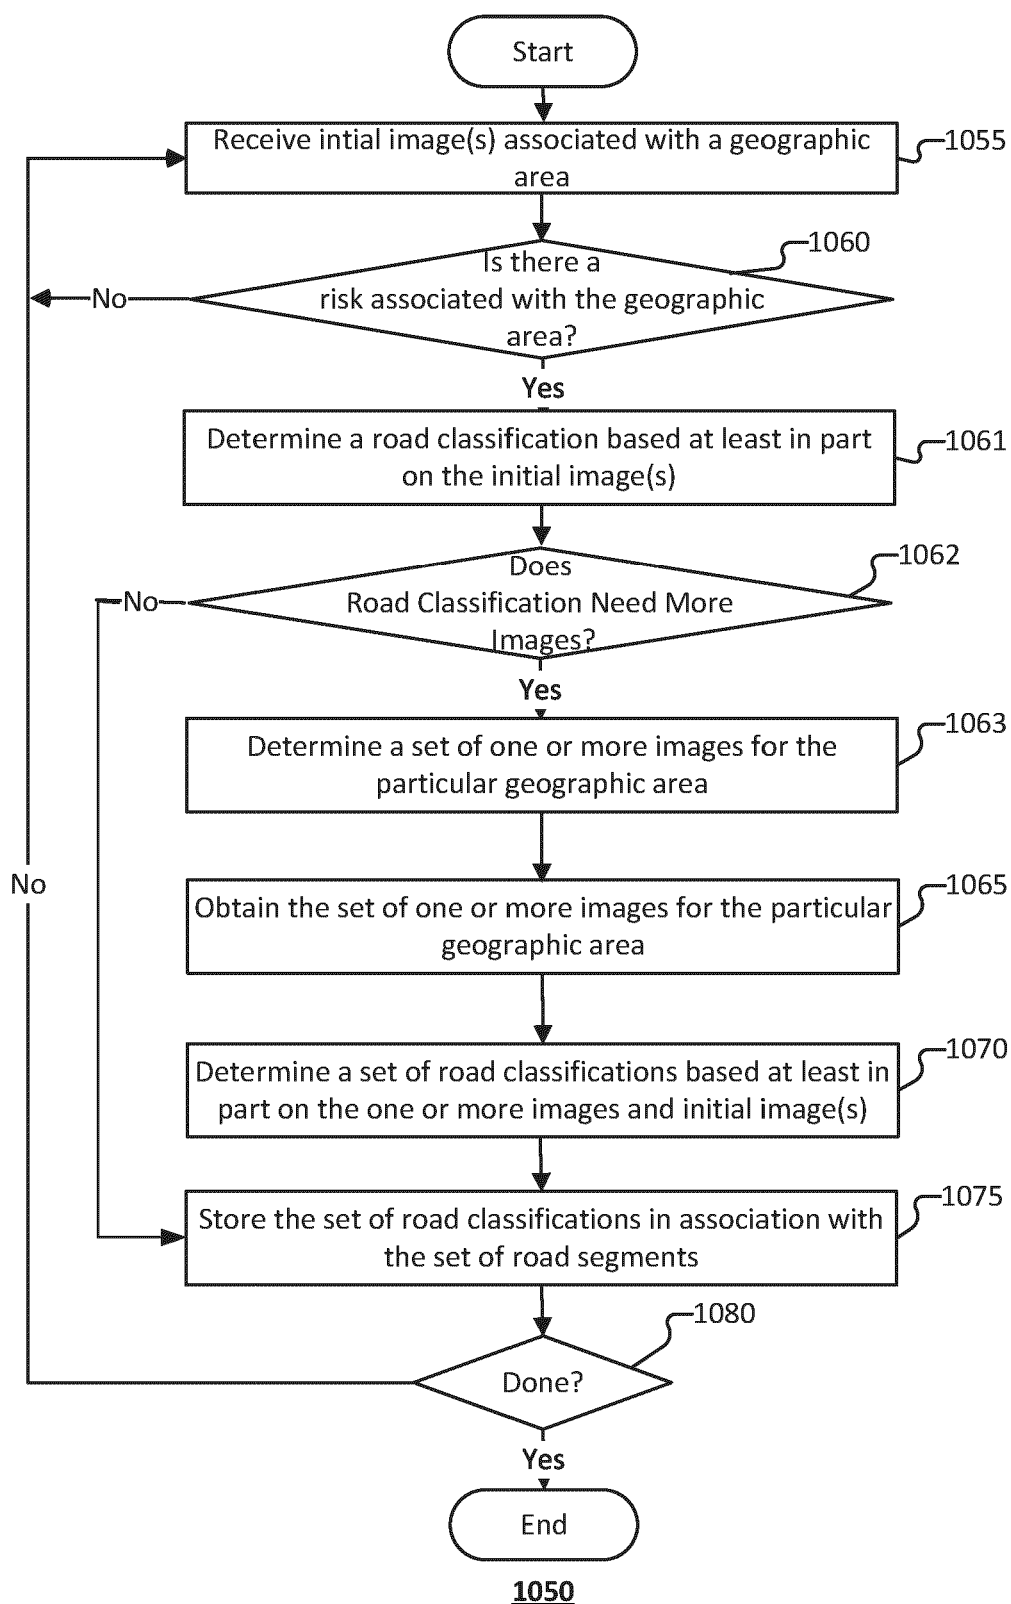 Start
Receive intial image(s) associated with a geographic
area
1055
Is there a
risk associated with the geographic
area?
1060
No
Yes
Determine a road classification based at least in part
on the initial image(s)
1061
Does
Road Classification Need More
Images?
1062
No
Yes
Determine a set of one or more images for the
particular geographic area
1063
No
Obtain the set of one or more images for the particular
geographic area
1065
Determine a set of road classifications based at least in
part on the one or more images and initial image(s)
1070
Store the set of road classifications in association with
the set of road segments
1075
Done?
1080
Yes
End
1050